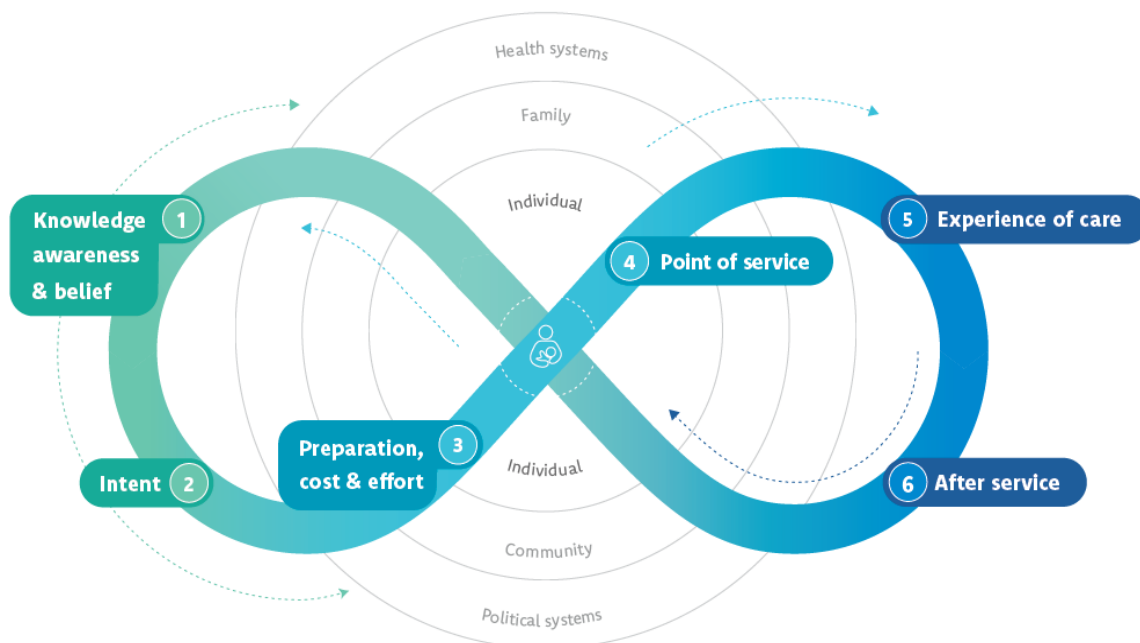 Health systems
Family
Individual
Knowledge
awareness
& belief
1
5 Experience of care
4 Point of service
Preparation,
cost & effort
3
Individual
Intent 2
6 After service
Community
Political systems